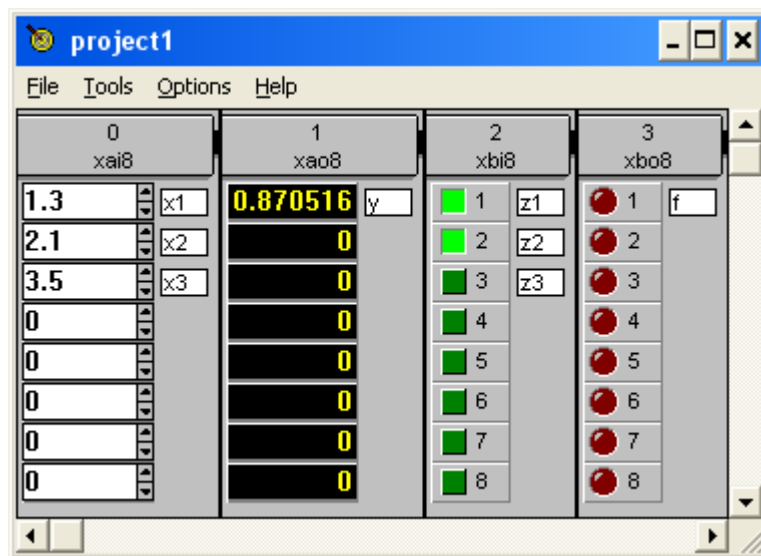 project1
File Tools Options Help
0 1 2 3
xai8 xao8 xbi8 xbo8
1.3 x1 0.870516 y 1 z1 1 f
2.1 x2 0 2 z2 2
3.5 x3 0 3 z3 3
0 0 4 4
0 0 5 5
0 0 6 6
0 0 7 7
0 0 8 8